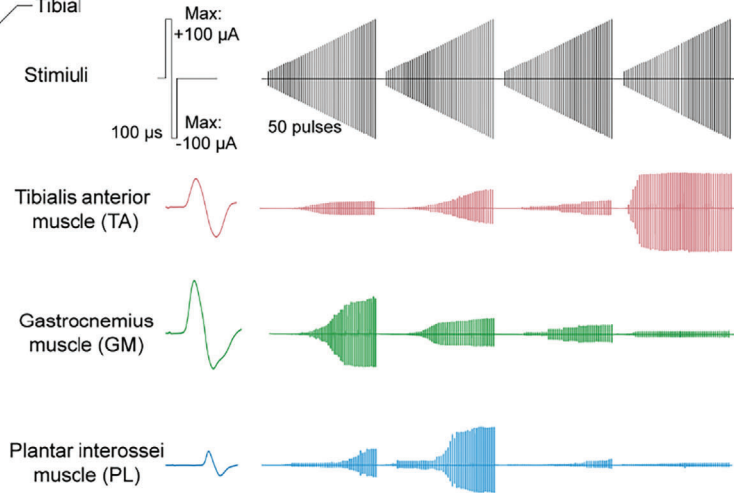 Tibial
Max:
+100 µA
Stimiuli
100 µs
Max:
-100 µA
50 pulses
Tibialis anterior
muscle (TA)
Gastrocnemius
muscle (GM)
Plantar interossei
muscle (PL)